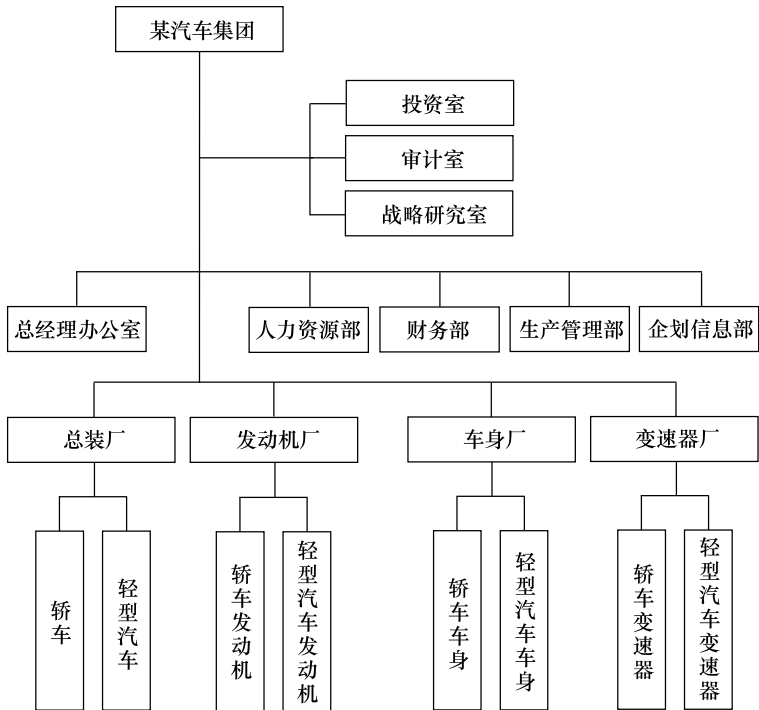 某汽车集团
投资室
审计室
战略研究室
总经理办公室
人力资源部
财务部
生产管理部
企划信息部
总装厂
发动机厂
车身厂
变速器厂
轿车
轻型汽车
轿车发动机
轻型汽车发动机
轿车车身
轻型汽车车身
轿车变速器
轻型汽车变速器